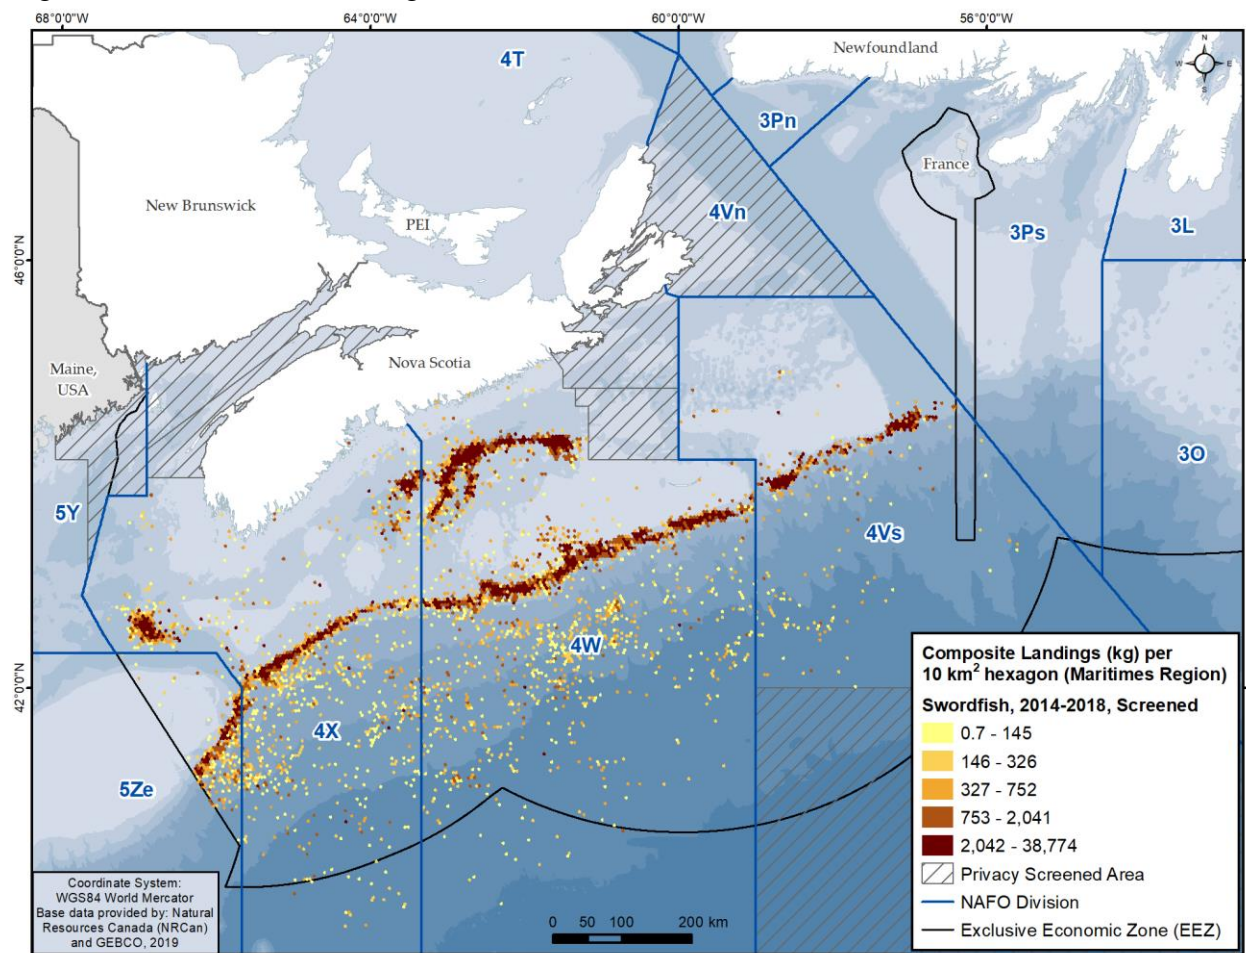 68°0'0"W 64°0'0"W 60°0'0"W 56°0'0"W
4T
Newfoundland
N
W E
S
3Pn
France
New Brunswick
PEI
4Vn
3Ps
3L
46°0'0"N
Maine,
USA
Nova Scotia
3O
5Y
4Vs
4W
42°0'0"N
4X
5Ze
Composite Landings (kg) per
10 km² hexagon (Maritimes Region)
Swordfish, 2014-2018, Screened
0.7 - 145
146 - 326
327 - 752
753 - 2,041
2,042 - 38,774
Privacy Screened Area
NAFO Division
Exclusive Economic Zone (EEZ)
Coordinate System:
WGS84 World Mercator
Base data provided by: Natural
Resources Canada (NRCan)
and GEBCO, 2019
0 50 100 200 km